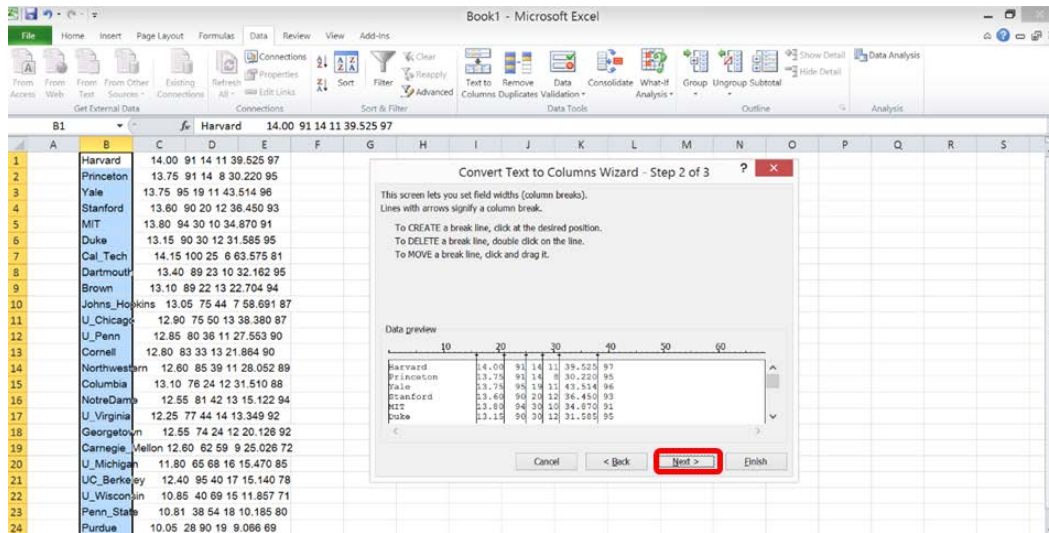 Book1 - Microsoft Excel
File Home Insert Page Layout Formulas Data Review View Add-Ins
From Access From Web From Text From Other Sources Existing Connections Refresh All Connections Properties Edit Links Sort Filter Clear Reapply Advanced Text to Columns Remove Duplicates Data Validation Consolidate What-If Analysis Group Ungroup Subtotal Show Detail Hide Detail Data Analysis
Get External Data Connections Sort & Filter Data Tools Outline Analysis
B1 fx Harvard 14.00 91 14 11 39.525 97
A B C D E F G H I J K L M N O P Q R S
1 Harvard 14.00 91 14 11 39.525 97
2 Princeton 13.75 91 14 8 30.220 95
3 Yale 13.75 95 19 11 43.514 96
4 Stanford 13.60 90 20 12 36.450 93
5 MIT 13.80 94 30 10 34.870 91
6 Duke 13.15 90 30 12 31.585 95
7 Cal_Tech 14.15 100 25 6 63.575 81
8 Dartmouth 13.40 89 23 10 32.162 95
9 Brown 13.10 89 22 13 22.704 94
10 Johns_Hopkins 13.05 75 44 7 58.691 87
11 U_Chicago 12.90 75 50 13 38.380 87
12 U_Penn 12.85 80 36 11 27.553 90
13 Cornell 12.80 83 33 13 21.864 90
14 Northwestern 12.60 85 39 11 28.052 89
15 Columbia 13.10 76 24 12 31.510 88
16 NotreDame 12.55 81 42 13 15.122 94
17 U_Virginia 12.25 77 44 14 13.349 92
18 Georgetown 12.55 74 24 12 20.126 92
19 Carnegie_Mellon 12.60 62 59 9 25.026 72
20 U_Michigan 11.80 65 68 16 15.470 85
21 UC_Berkeley 12.40 95 40 17 15.140 78
22 U_Wisconsin 10.85 40 69 15 11.857 71
23 Penn_State 10.81 38 54 18 10.185 80
24 Purdue 10.05 28 90 19 9.066 69
Convert Text to Columns Wizard - Step 2 of 3 ? ×
This screen lets you set field widths (column breaks).
Lines with arrows signify a column break.
To CREATE a break line, click at the desired position.
To DELETE a break line, double click on the line.
To MOVE a break line, click and drag it.
Data preview
10 20 30 40 50 60
Harvard 14.00 91 14 11 39.525 97
Princeton 13.75 91 14 8 30.220 95
Yale 13.75 95 19 11 43.514 96
Stanford 13.60 90 20 12 36.450 93
MIT 13.80 94 30 10 34.870 91
Duke 13.15 90 30 12 31.585 95
Cancel < Back Next > Finish